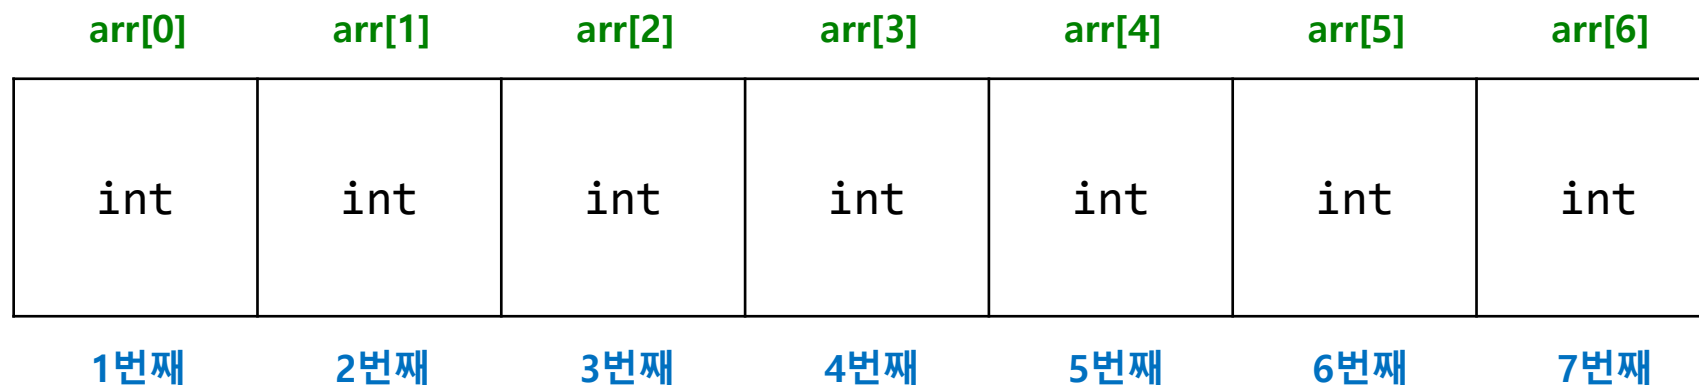 arr[0] arr[1] arr[2] arr[3] arr[4] arr[5] arr[6]
int int int int int int int
1번째 2번째 3번째 4번째 5번째 6번째 7번째